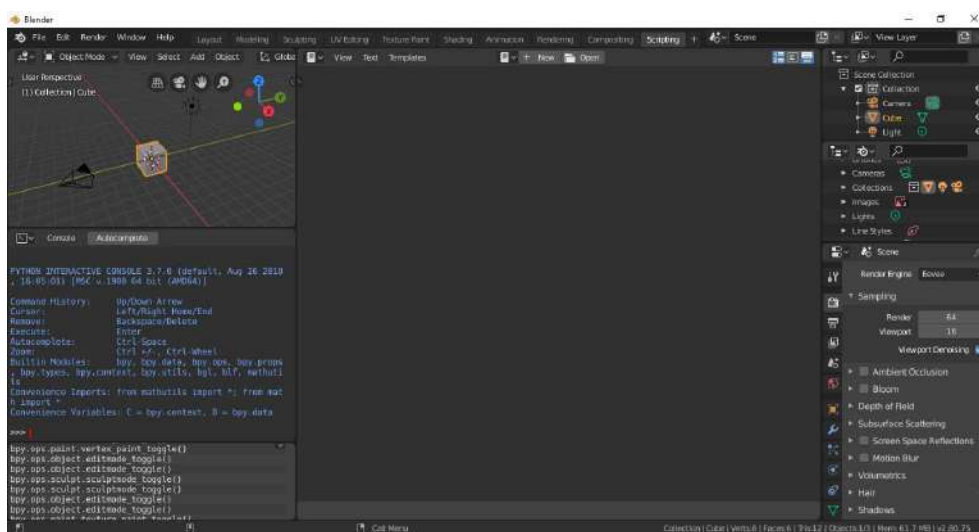 Blender
File Edit Render Window Help Layout Modeling Sculpting UV Editing Texture Paint Shading Animation Rendering Compositing Scripting + Scene View Layer
Object Mode View Select Add Object Global View Text Templates + New Open
User Perspective
(1) Collection | Cube
Scene Collection
Collection
Camera
Cube
Light
Cameras
Collections
Images
Lights
Line Styles
Console Autocomplete
PYTHON INTERACTIVE CONSOLE 3.7.0 (default, Aug 26 2018
, 16:05:01) [MSC v.1900 64 bit (AMD64)]
Command History: Up/Down Arrow
Cursor: Left/Right Home/End
Remove: Backspace/Delete
Execute: Enter
Autocomplete: Ctrl-Space
Zoom: Ctrl +/-, Ctrl-Wheel
Builtin Modules: bpy, bpy.data, bpy.ops, bpy.props
, bpy.types, bpy.context, bpy.utils, bgl, blf, mathuti
ls
Convenience Imports: from mathutils import *; from mat
h import *
Convenience Variables: C = bpy.context, D = bpy.data
>>>
bpy.ops.paint.vertex_paint_toggle()
bpy.ops.object.editmode_toggle()
bpy.ops.object.editmode_toggle()
bpy.ops.sculpt.sculptmode_toggle()
bpy.ops.sculpt.sculptmode_toggle()
bpy.ops.object.editmode_toggle()
bpy.ops.object.editmode_toggle()
bpy.ops.paint.texture_paint_toggle()
Scene
Render Engine Eevee
Sampling
Render 64
Viewport 16
Viewport Denoising
Ambient Occlusion
Bloom
Depth of Field
Subsurface Scattering
Screen Space Reflections
Motion Blur
Volumetrics
Hair
Shadows
Call Menu
Collection | Cube | Verts:8 | Faces:6 | Tris:12 | Objects:1/3 | Mem: 61.7 MB | v2.80.75